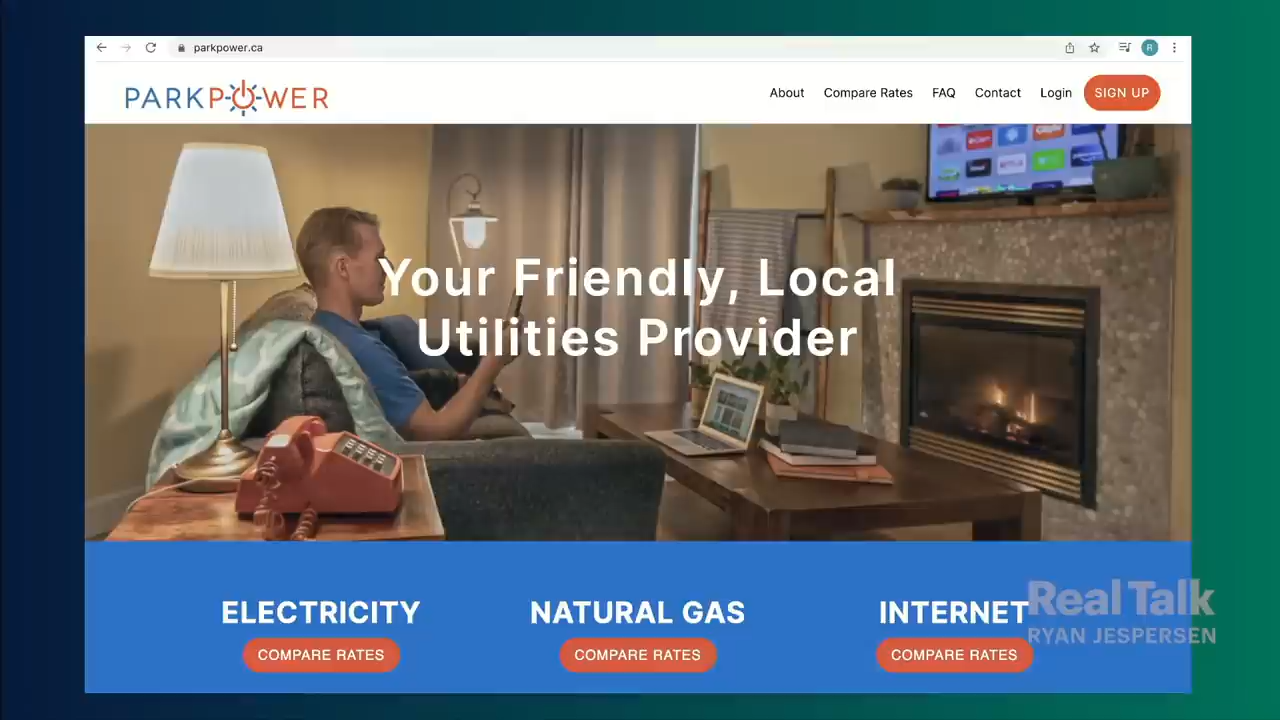 parkpower.ca
R
PARKPOWER
About Compare Rates FAQ Contact Login SIGN UP
Your Friendly, Local
Utilities Provider
ELECTRICITY NATURAL GAS INTERNET
COMPARE RATES COMPARE RATES COMPARE RATES
Real Talk
RYAN JESPERSEN